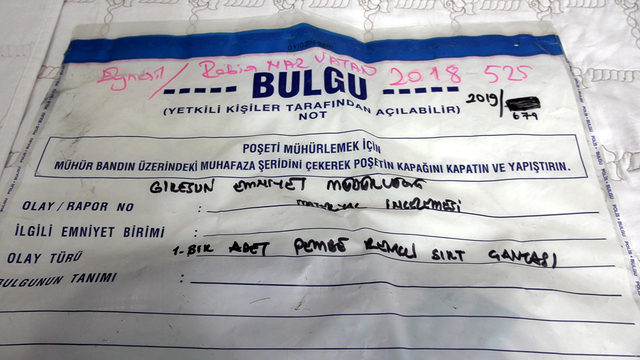 Eynesil / Rabia NAZ VATAN 2018 - 525
----- BULGU -----
(YETKİLİ KİŞİLER TARAFINDAN AÇILABİLİR)
2019/
679
NOT
POŞETİ MÜHÜRLEMEK İÇİN
MÜHÜR BANDIN ÜZERİNDEKİ MUHAFAZA ŞERİDİNİ ÇEKEREK POŞETİN KAPAĞINI KAPATIN VE YAPIŞTIRIN.
GİRESUN EMNİYET MÜDÜRLÜĞÜ
OLAY / RAPOR NO :
MATERYAL İNCELEMESİ
İLGİLİ EMNİYET BİRİMİ :
1-BİR ADET PEMBE RENKLİ SIRT ÇANTASI
OLAY TÜRÜ :
BULGUNUN TANIMI :